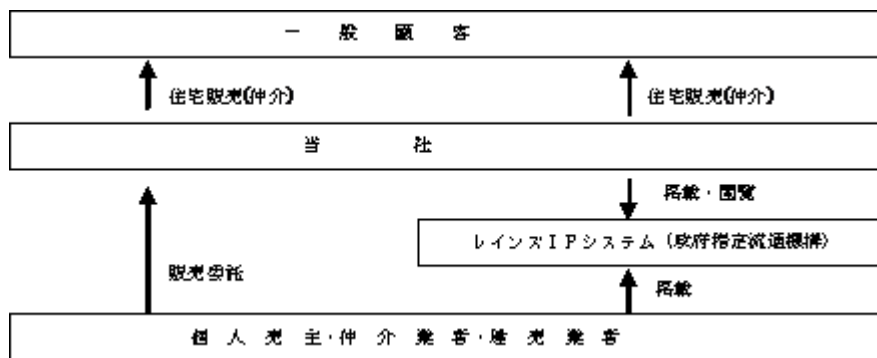 一般顧客
住宅販売(仲介)
住宅販売(仲介)
当社
掲載・閲覧
レインズIPシステム (政府指定流通機構)
販売委託
掲載
個人売主・仲介業者・建売業者